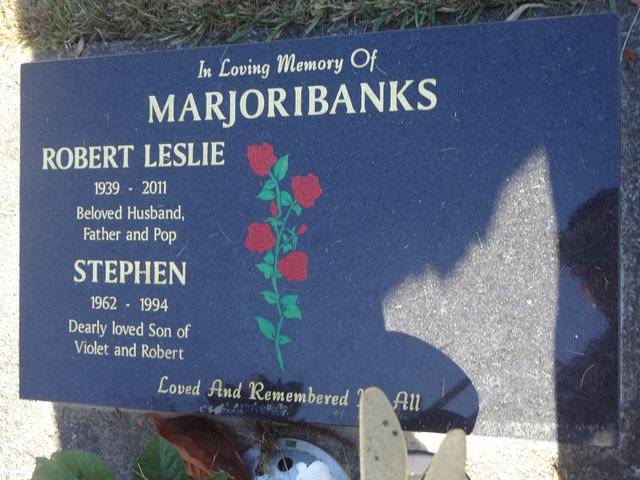 In Loving Memory Of
MARJORIBANKS
ROBERT LESLIE
1939 - 2011
Beloved Husband,
Father and Pop
STEPHEN
1962 - 1994
Dearly loved Son of
Violet and Robert
Loved And Remembered All